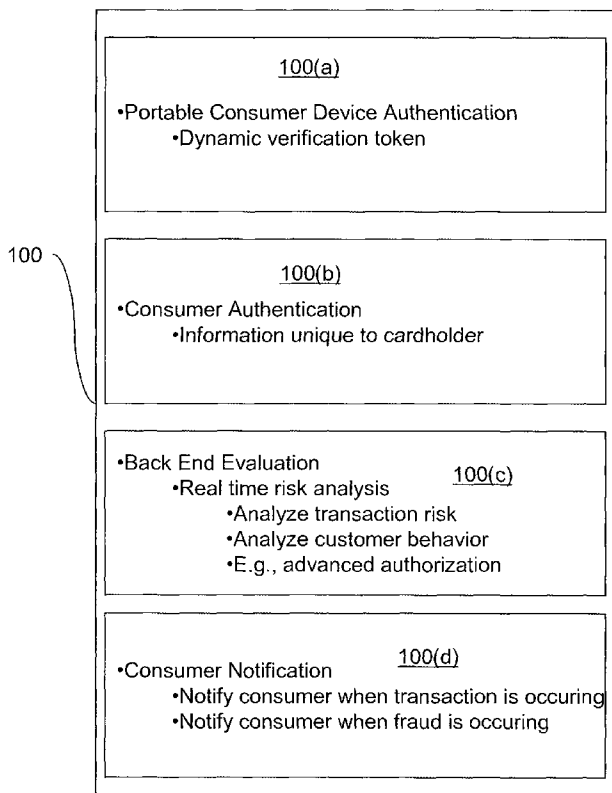 100(a)
•Portable Consumer Device Authentication
•Dynamic verification token
100
100(b)
•Consumer Authentication
•Information unique to cardholder
•Back End Evaluation
100(c)
•Real time risk analysis
•Analyze transaction risk
•Analyze customer behavior
•E.g., advanced authorization
100(d)
•Consumer Notification
•Notify consumer when transaction is occuring
•Notify consumer when fraud is occuring